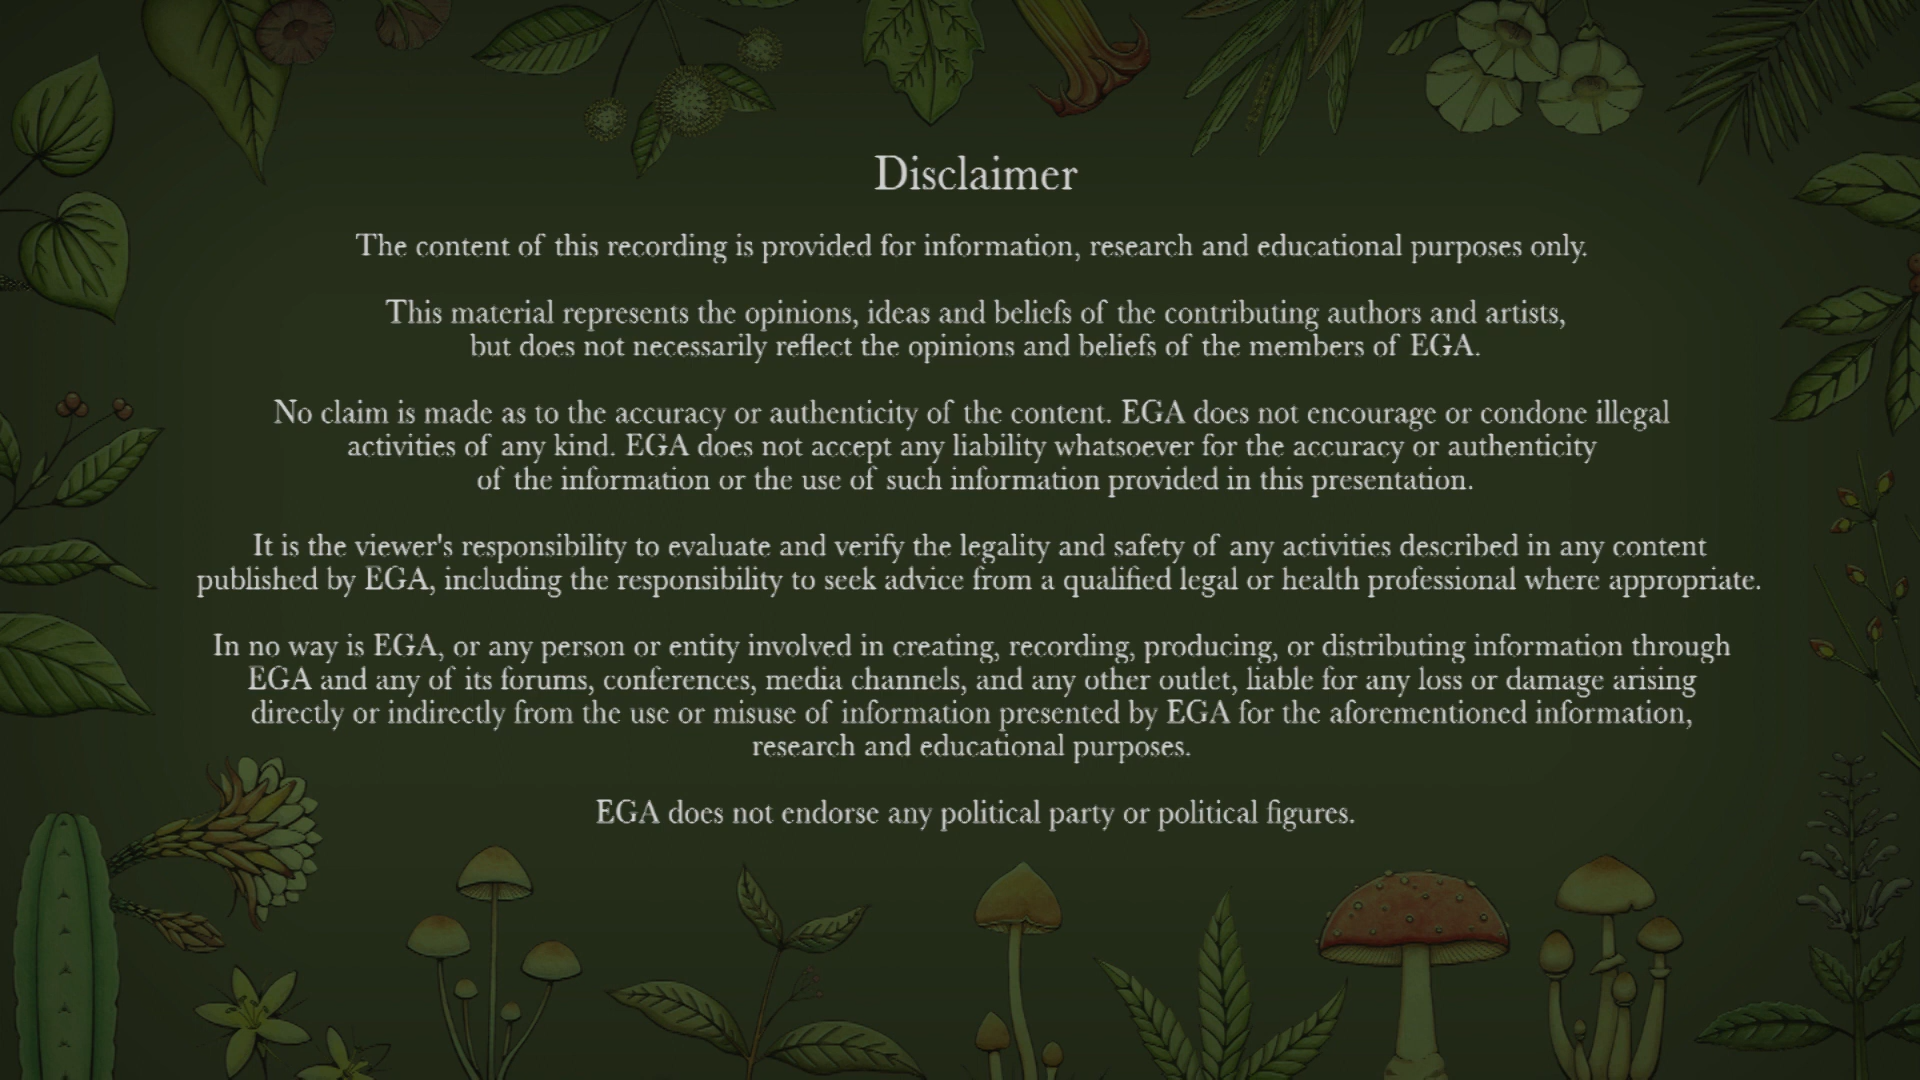 Disclaimer
The content of this recording is provided for information, research and educational purposes only.
This material represents the opinions, ideas and beliefs of the contributing authors and artists,
but does not necessarily reflect the opinions and beliefs of the members of EGA.
No claim is made as to the accuracy or authenticity of the content. EGA does not encourage or condone illegal
activities of any kind. EGA does not accept any liability whatsoever for the accuracy or authenticity
of the information or the use of such information provided in this presentation.
It is the viewer's responsibility to evaluate and verify the legality and safety of any activities described in any content
published by EGA, including the responsibility to seek advice from a qualified legal or health professional where appropriate.
In no way is EGA, or any person or entity involved in creating, recording, producing, or distributing information through
EGA and any of its forums, conferences, media channels, and any other outlet, liable for any loss or damage arising
directly or indirectly from the use or misuse of information presented by EGA for the aforementioned information,
research and educational purposes.
EGA does not endorse any political party or political figures.